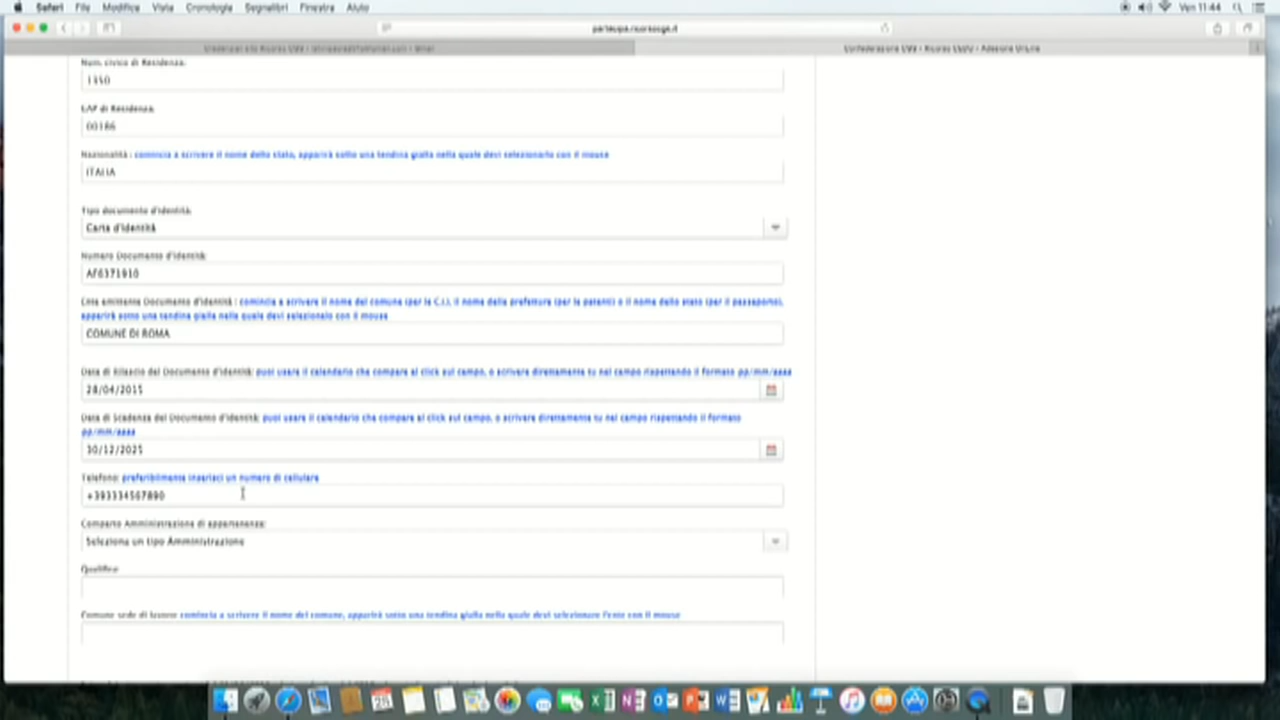 Safari File Modifica Vista Cronologia Segnalibri Finestra Aiuto Ven 11:44
partecipa.ricorsocgil.it
Confederazione CGS - Ricorso CEDU - Adesione OnLine
Num. civico di Residenza:
1350
CAP di Residenza:
00186
Nazionalità : comincia a scrivere il nome dello stato, apparirà sotto una tendina gialla nella quale devi selezionarlo con il mouse
ITALIA
Tipo documento d'identità:
Carta d'Identità
Numero Documento d'identità:
AF6371910
Ente emittente Documento d'identità : comincia a scrivere il nome del comune (per la C.I.), il nome della prefettura (per la patente) o il nome dello stato (per il passaporto),
apparirà sotto una tendina gialla nella quale devi selezionalo con il mouse
COMUNE DI ROMA
Data di Rilascio del Documento d'identità: puoi usare il calendario che compare al click sul campo, o scrivere direttamente tu nel campo rispettando il formato gg/mm/aaaa
28/04/2015
Data di Scadenza del Documento d'identità: puoi usare il calendario che compare al click sul campo, o scrivere direttamente tu nel campo rispettando il formato
gg/mm/aaaa
30/12/2025
Telefono: preferibilmente inserisci un numero di cellulare
+393334567890
Comparto Amministrazione di appartenenza:
Seleziona un tipo Amministrazione
Qualifica:
Comune sede di lavoro: comincia a scrivere il nome del comune, apparirà sotto una tendina gialla nella quale devi selezionare l'ente con il mouse